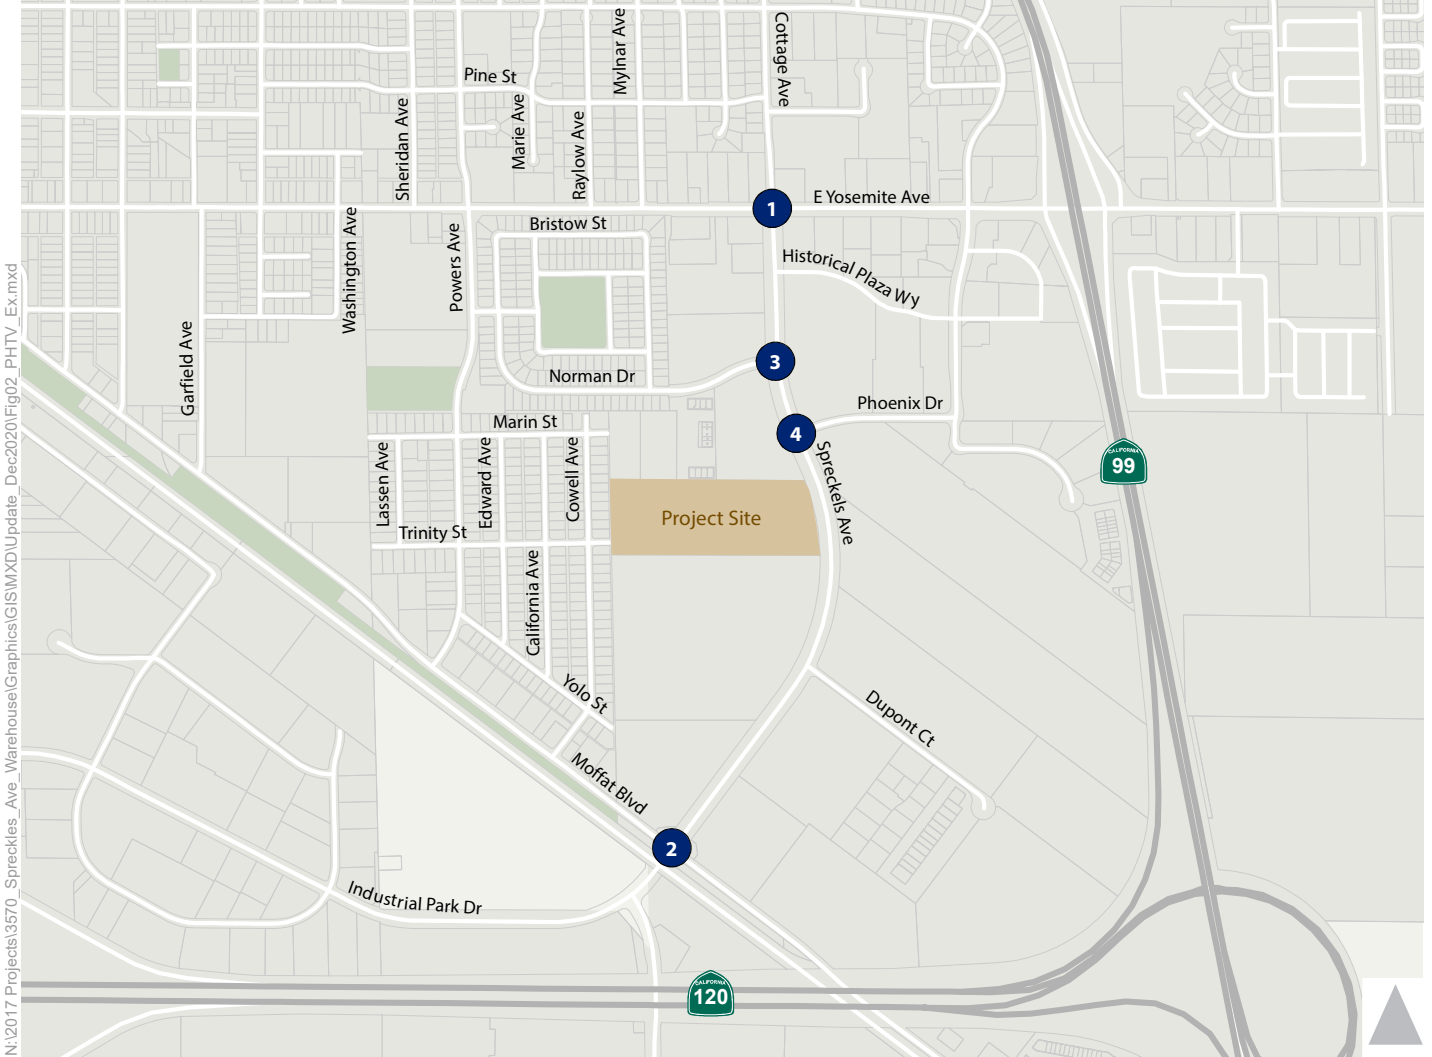 Cottage Ave
Mylnar Ave
Pine St
Sheridan Ave
Marie Ave
Raylow Ave
1
E Yosemite Ave
Bristow St
Washington Ave
Powers Ave
Historical Plaza Wy
Garfield Ave
3
Norman Dr
Phoenix Dr
Marin St
4
Lassen Ave
Edward Ave
Cowell Ave
Spreckels Ave
CALIFORNIA
99
Project Site
Trinity St
California Ave
Yolo St
Dupont Ct
Moffat Blvd
2
Industrial Park Dr
CALIFORNIA
120
N:\2017 Projects\3570_Spreckles_Ave_Warehouse\Graphics\GIS\MXD\Update_Dec2020\Fig02_PHTV_Ex.mxd